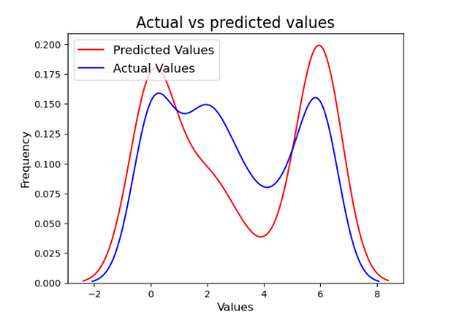 Actual vs predicted values
0.200
Predicted Values
Actual Values
0.175
0.150
0.125
0.100
0.075
0.050
0.025
0.000
Frequency
−2 0 2 4 6 8
Values